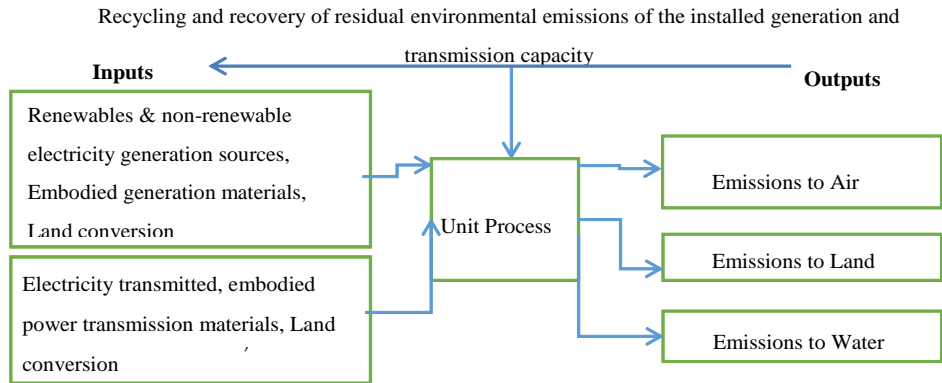 Recycling and recovery of residual environmental emissions of the installed generation and
transmission capacity
Inputs
Outputs
Renewables & non-renewable
electricity generation sources,
Embodied generation materials,
Land conversion
Electricity transmitted, embodied
power transmission materials, Land
conversion
Unit Process
Emissions to Air
Emissions to Land
Emissions to Water